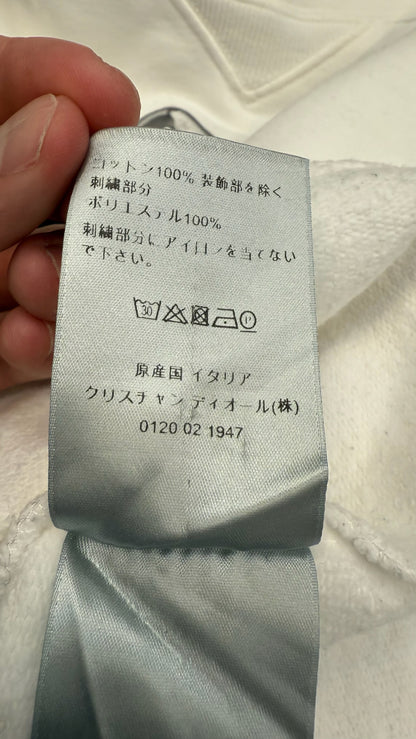 コットン100% 装飾部を除く
刺繍部分
ポリエステル100%
刺繍部分にアイロンを当てない
で下さい。
30 P
原産国 イタリア
クリスチャン ディオール(株)
0120 02 1947